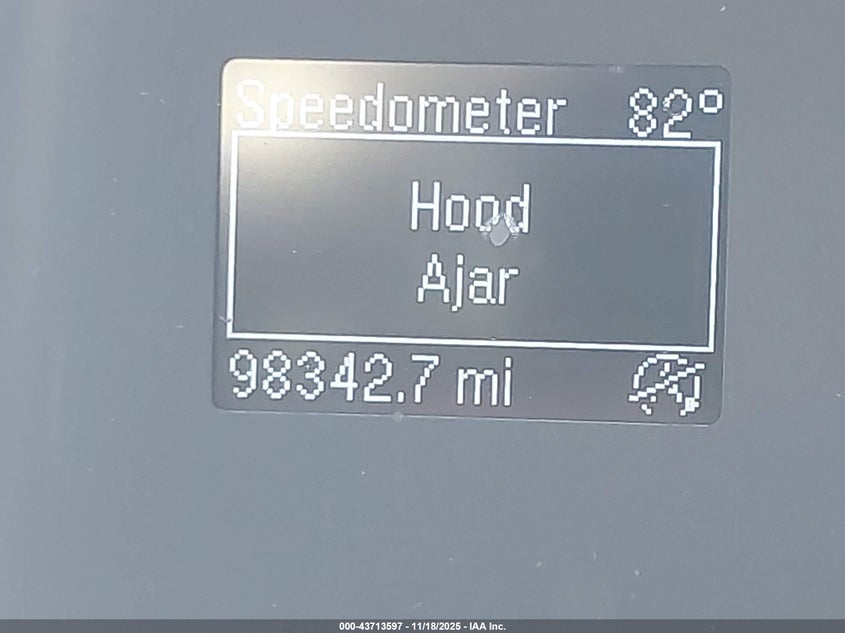 Speedometer 82°
Hood
Ajar
98342.7 mi
000-43713597 - 11/18/2025 - IAA Inc.